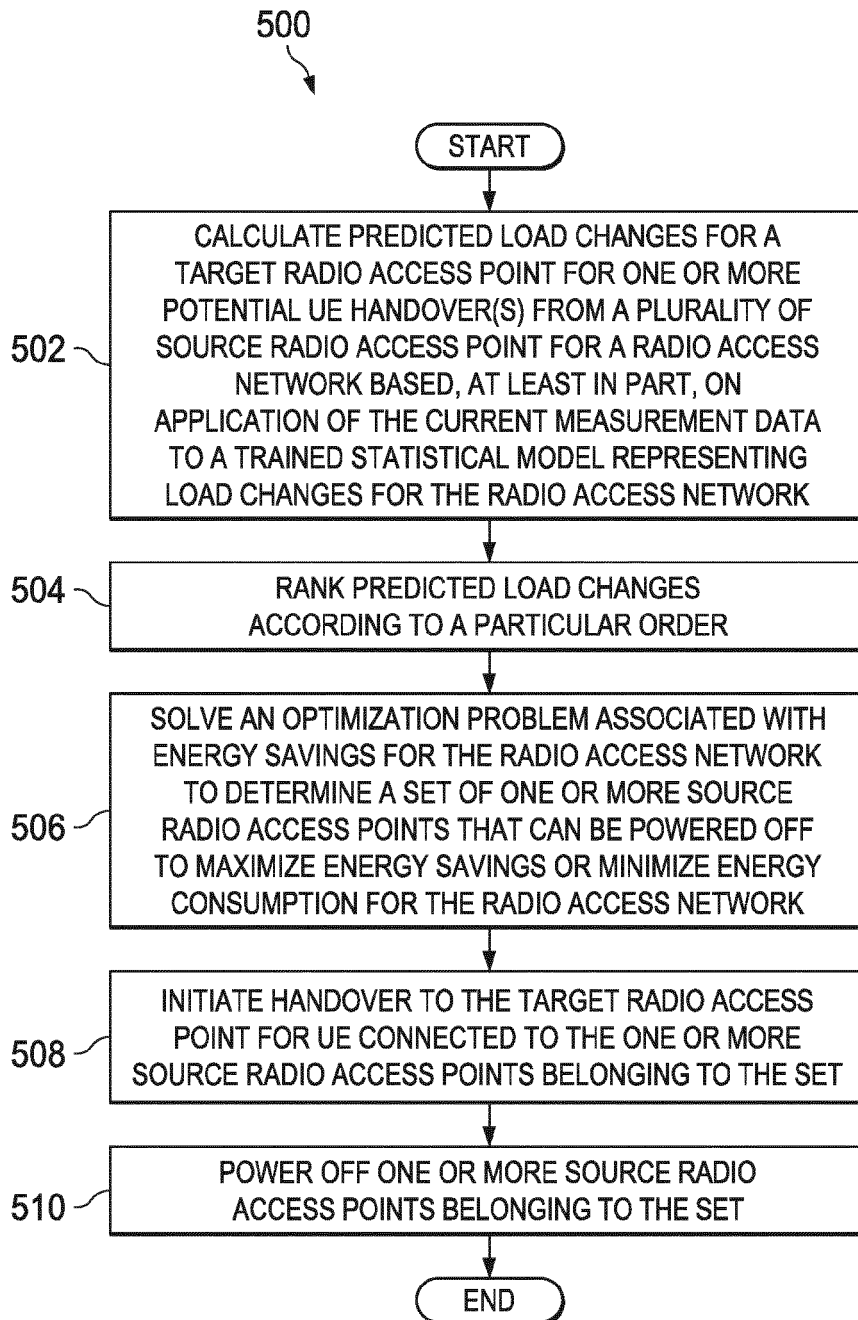 500
START
502
CALCULATE PREDICTED LOAD CHANGES FOR A
TARGET RADIO ACCESS POINT FOR ONE OR MORE
POTENTIAL UE HANDOVER(S) FROM A PLURALITY OF
SOURCE RADIO ACCESS POINT FOR A RADIO ACCESS
NETWORK BASED, AT LEAST IN PART, ON
APPLICATION OF THE CURRENT MEASUREMENT DATA
TO A TRAINED STATISTICAL MODEL REPRESENTING
LOAD CHANGES FOR THE RADIO ACCESS NETWORK
504
RANK PREDICTED LOAD CHANGES
ACCORDING TO A PARTICULAR ORDER
506
SOLVE AN OPTIMIZATION PROBLEM ASSOCIATED WITH
ENERGY SAVINGS FOR THE RADIO ACCESS NETWORK
TO DETERMINE A SET OF ONE OR MORE SOURCE
RADIO ACCESS POINTS THAT CAN BE POWERED OFF
TO MAXIMIZE ENERGY SAVINGS OR MINIMIZE ENERGY
CONSUMPTION FOR THE RADIO ACCESS NETWORK
508
INITIATE HANDOVER TO THE TARGET RADIO ACCESS
POINT FOR UE CONNECTED TO THE ONE OR MORE
SOURCE RADIO ACCESS POINTS BELONGING TO THE SET
510
POWER OFF ONE OR MORE SOURCE RADIO
ACCESS POINTS BELONGING TO THE SET
END